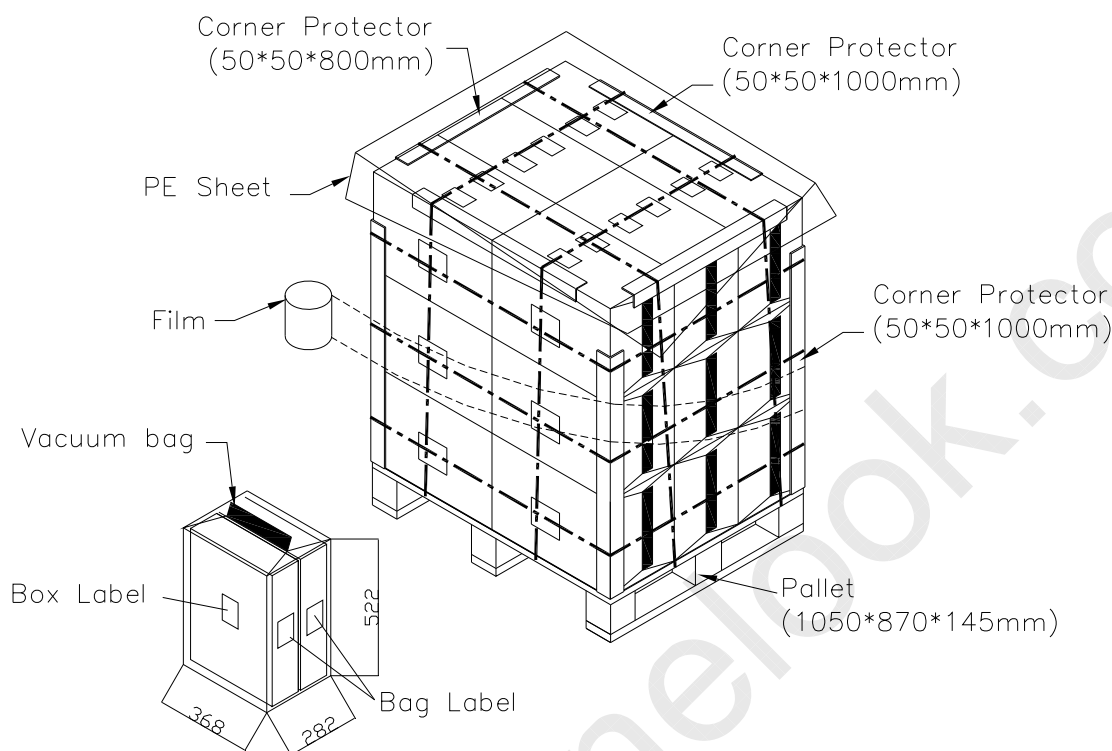 Corner Protector
(50*50*800mm)
Corner Protector
(50*50*1000mm)
PE Sheet
Film
Corner Protector
(50*50*1000mm)
Vacuum bag
Box Label
522
Pallet
(1050*870*145mm)
Bag Label
368
282